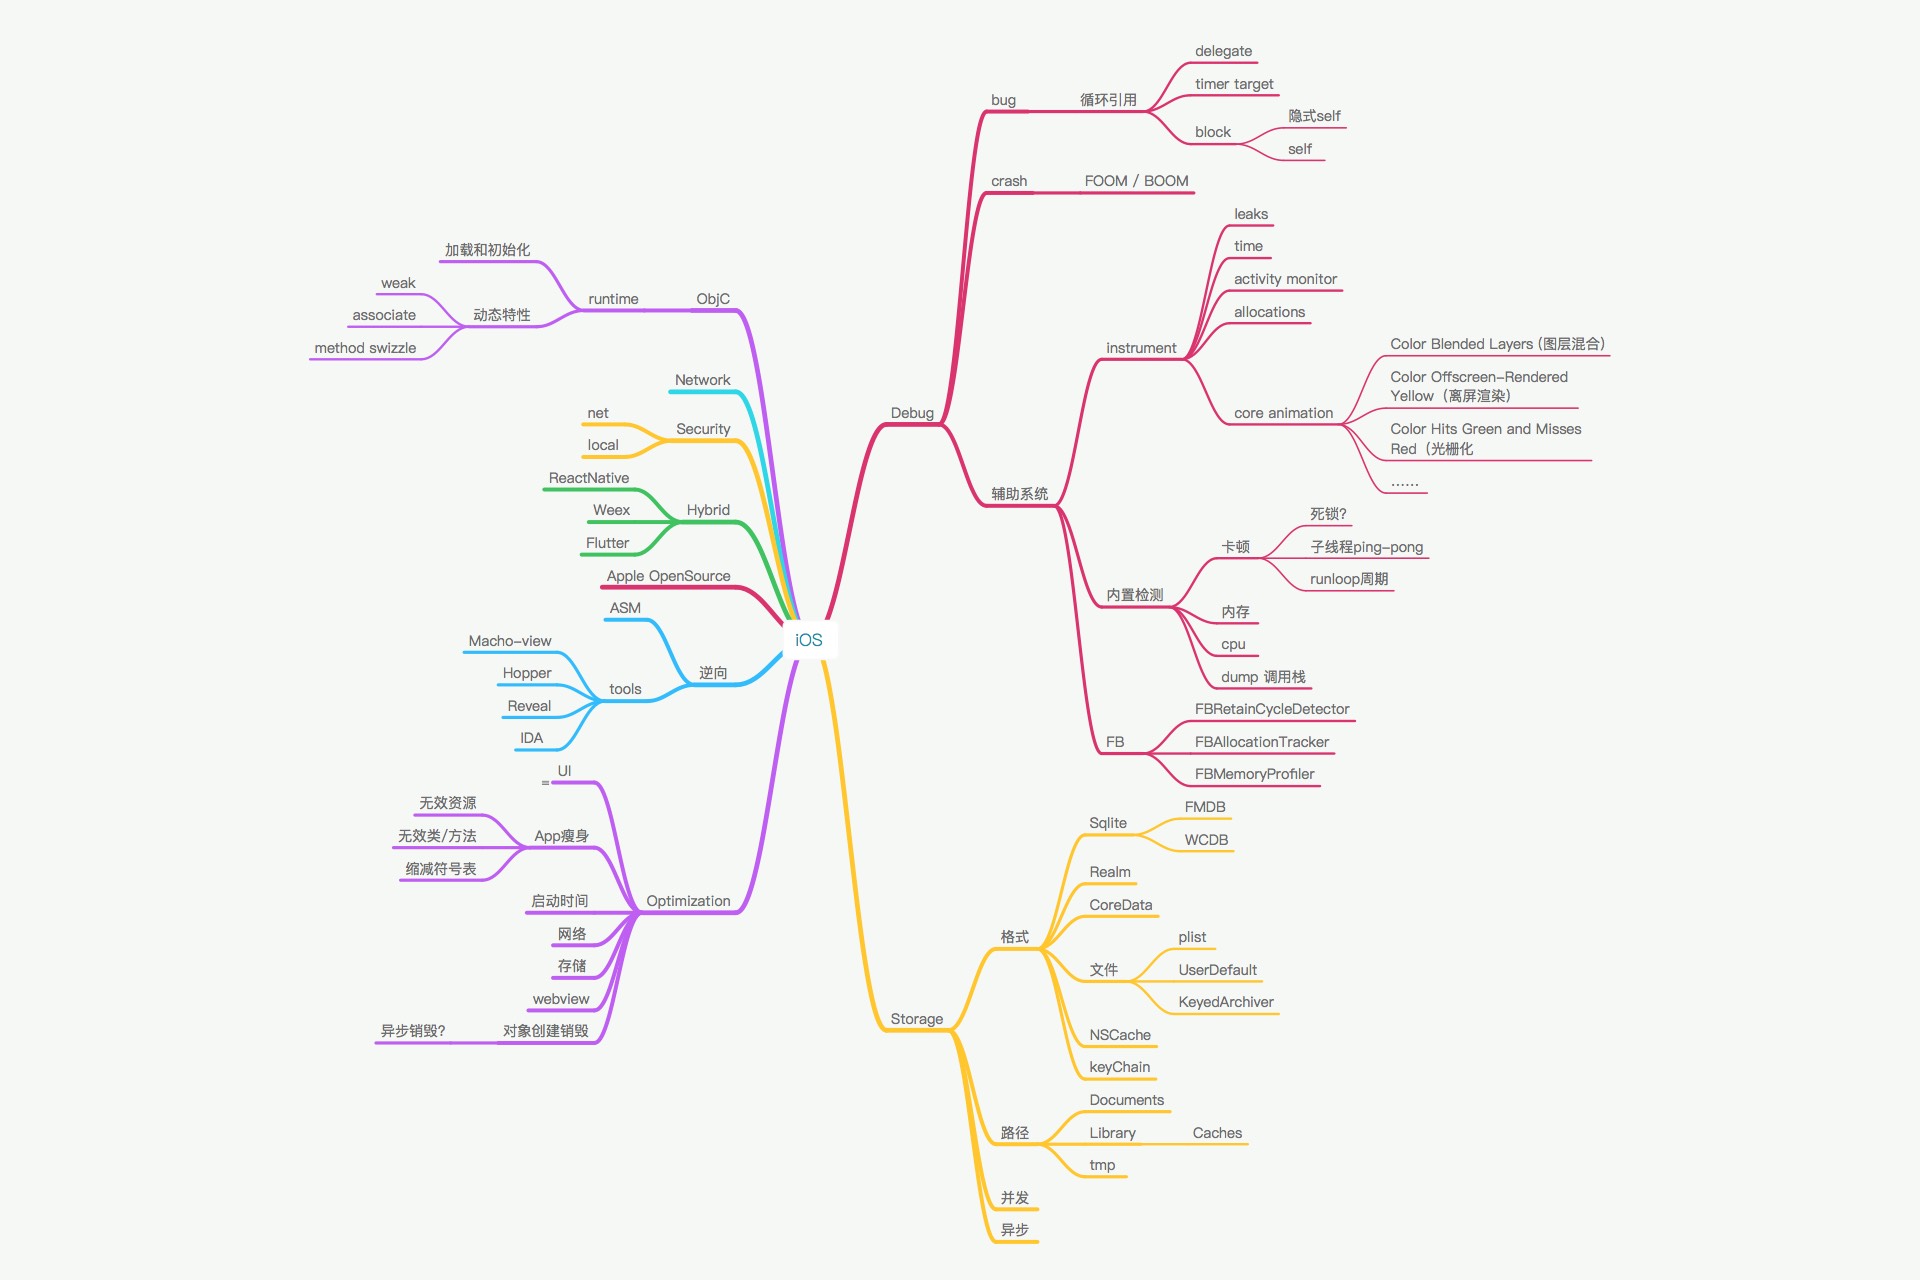 iOS
Debug
bug
循环引用
delegate
timer target
block
隐式self
self
crash
FOOM / BOOM
辅助系统
instrument
leaks
time
activity monitor
allocations
core animation
Color Blended Layers (图层混合)
Color Offscreen-Rendered
Yellow（离屏渲染）
Color Hits Green and Misses
Red（光栅化
……
内置检测
卡顿
死锁?
子线程ping-pong
runloop周期
内存
cpu
dump 调用栈
FB
FBRetainCycleDetector
FBAllocationTracker
FBMemoryProfiler
Storage
格式
Sqlite
FMDB
WCDB
Realm
CoreData
文件
plist
UserDefault
KeyedArchiver
NSCache
keyChain
路径
Documents
Library
Caches
tmp
并发
异步
ObjC
runtime
加载和初始化
动态特性
weak
associate
method swizzle
Network
Security
net
local
Hybrid
ReactNative
Weex
Flutter
Apple OpenSource
逆向
ASM
tools
Macho-view
Hopper
Reveal
IDA
Optimization
UI
App瘦身
无效资源
无效类/方法
缩减符号表
启动时间
网络
存储
webview
对象创建销毁
异步销毁?